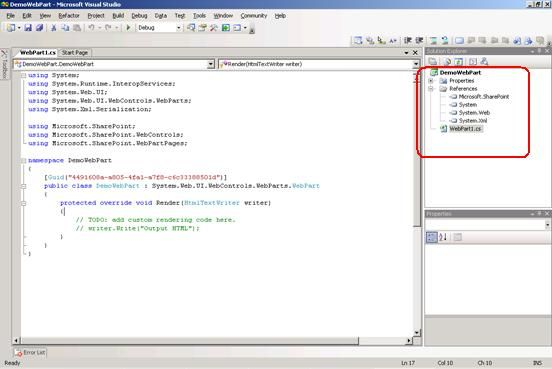 DemoWebPart - Microsoft Visual Studio
File Edit View Refactor Project Build Debug Data Test Tools Window Community Help
Debug
WebPart1.cs Start Page
Toolbox
DemoWebPart.DemoWebPart Render(HtmlTextWriter writer)
using System;
using System.Runtime.InteropServices;
using System.Web.UI;
using System.Web.UI.WebControls.WebParts;
using System.Xml.Serialization;
using Microsoft.SharePoint;
using Microsoft.SharePoint.WebControls;
using Microsoft.SharePoint.WebPartPages;
namespace DemoWebPart
{
[Guid("4491608a-a805-4fa1-a7f8-c6c33388501d")]
public class DemoWebPart : System.Web.UI.WebControls.WebParts.WebPart
{
protected override void Render(HtmlTextWriter writer)
{
// TODO: add custom rendering code here.
// writer.Write("Output HTML");
}
}
}
Solution Explorer
DemoWebPart
Properties
References
Microsoft.SharePoint
System
System.Web
System.Xml
WebPart1.cs
Properties
Error List
Ready Ln 17 Col 10 Ch 10 INS